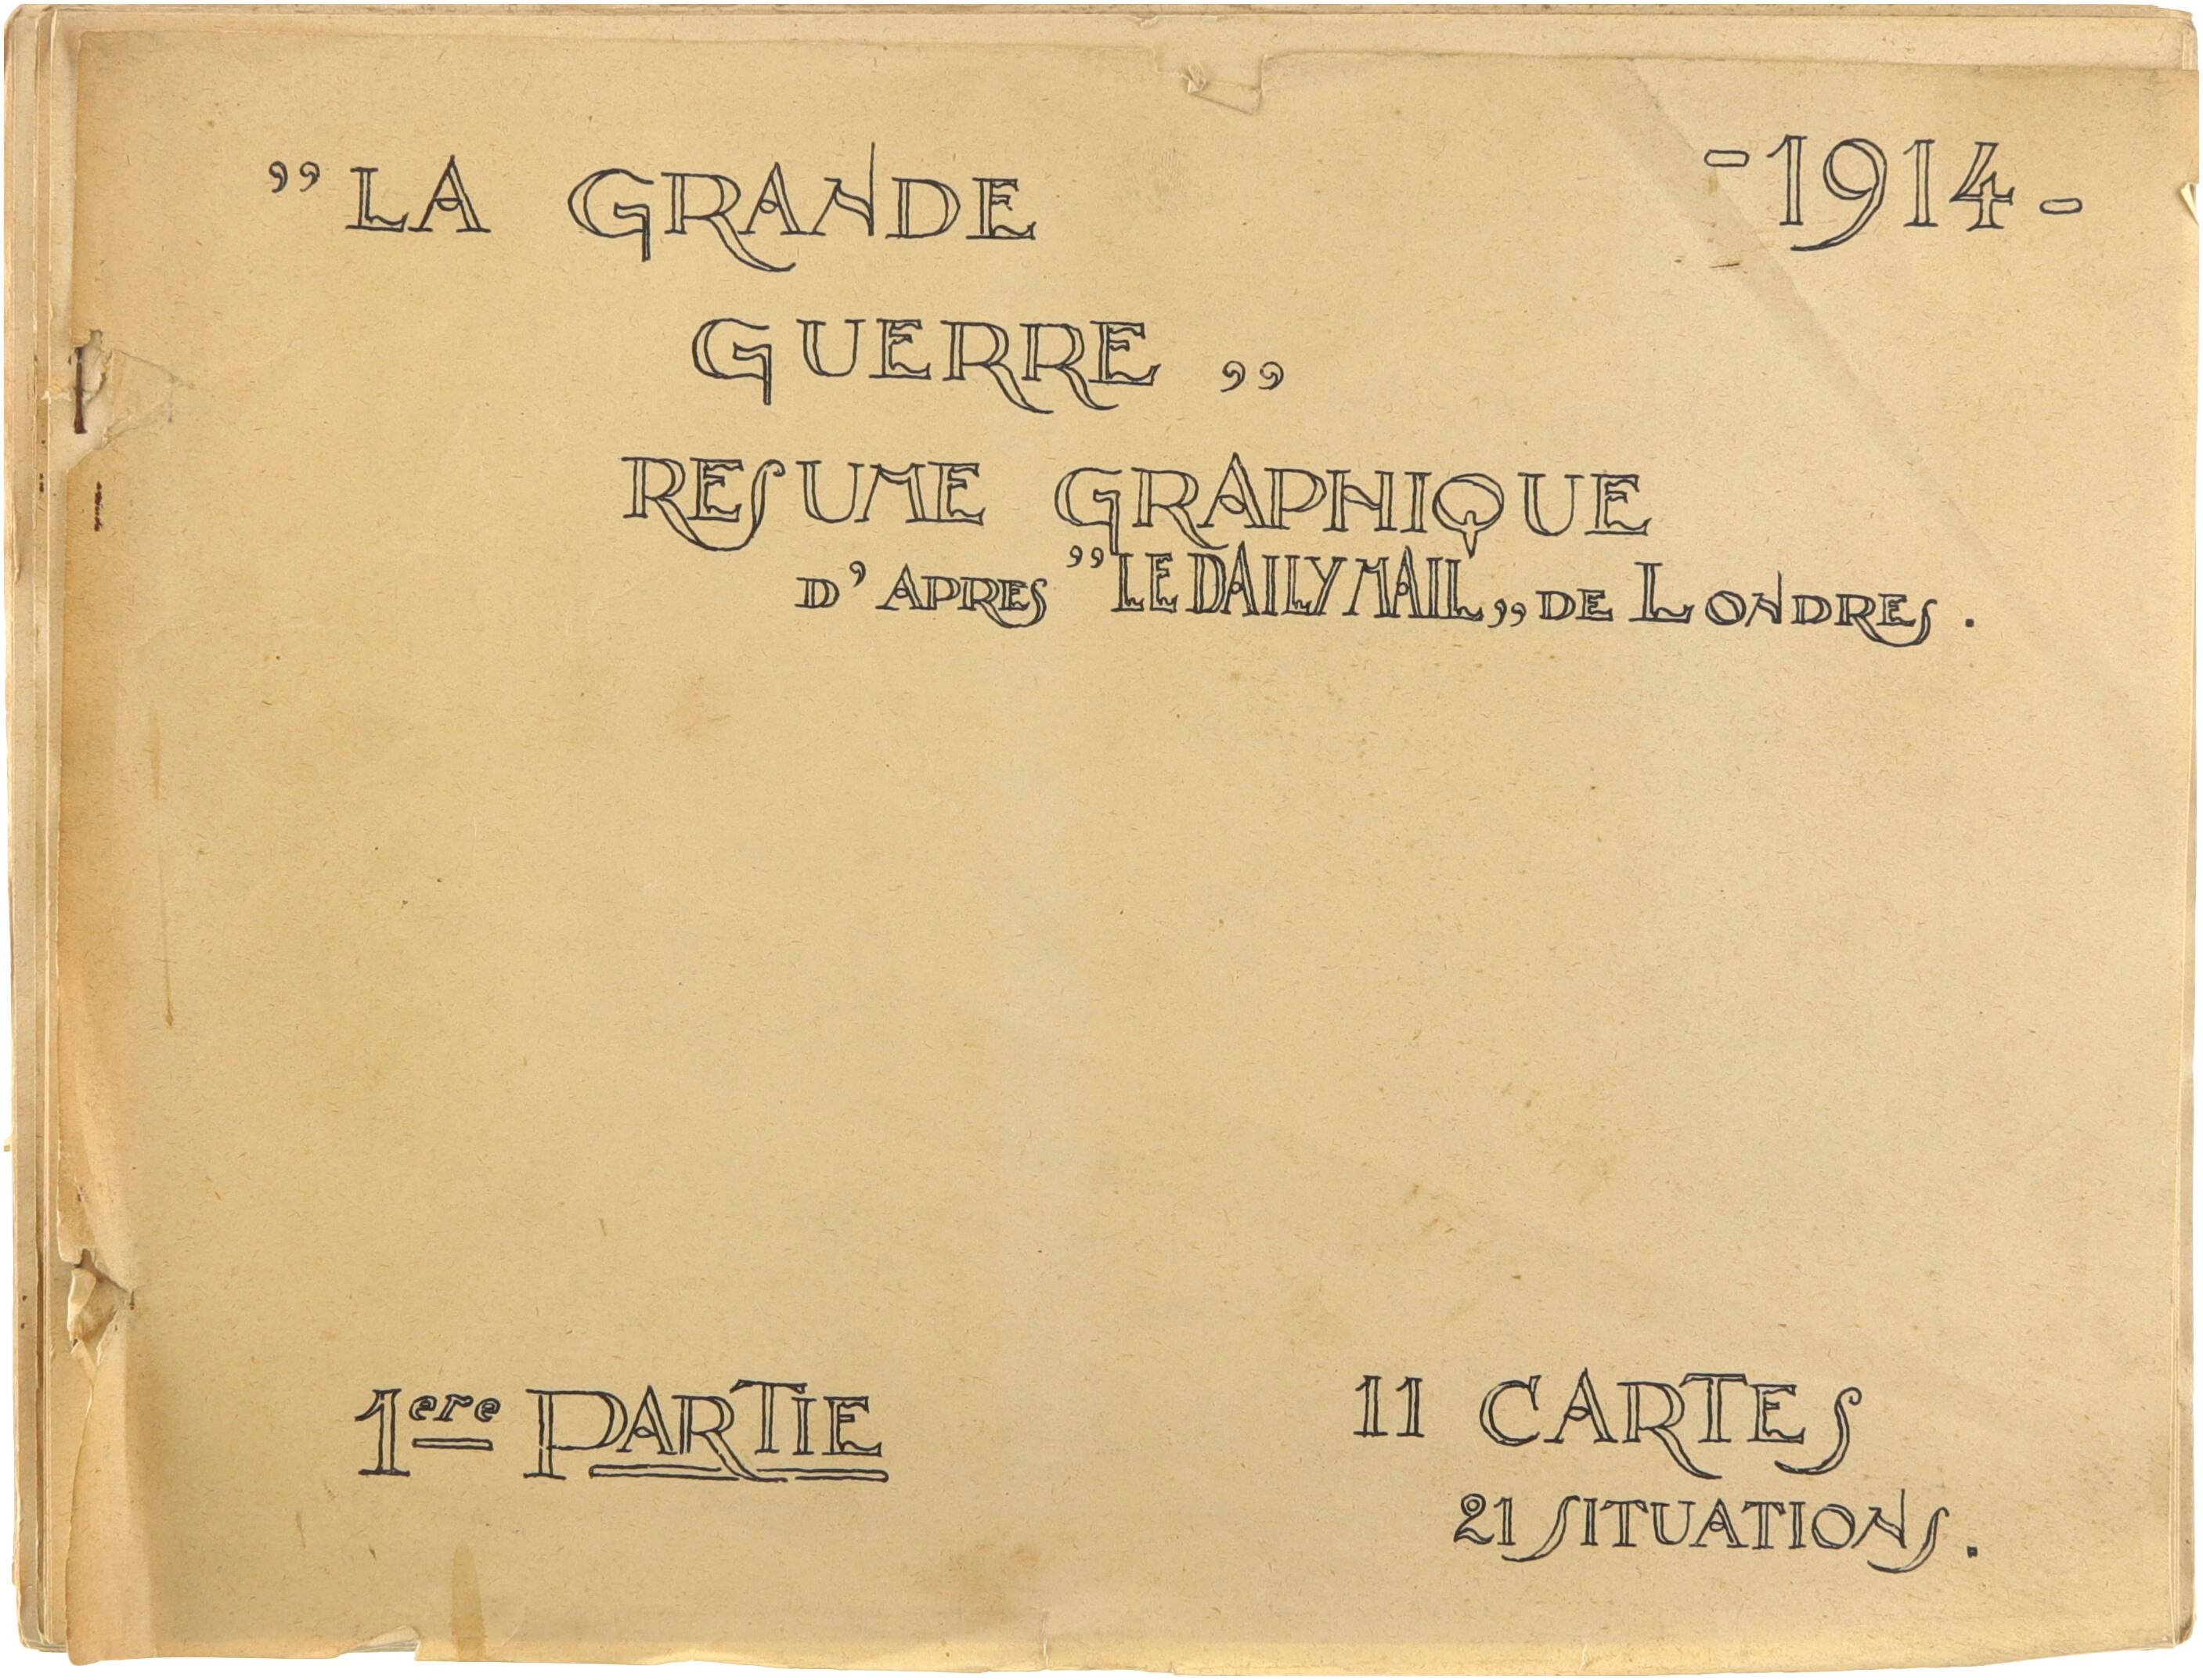 ”LA GRANDE
-1914-
GUERRE„
RESUME GRAPHIQUE
D'APRES ”LE DAILY MAIL„ DE LONDRES.
1ere PARTIE
11 CARTES
21 SITUATIONS.